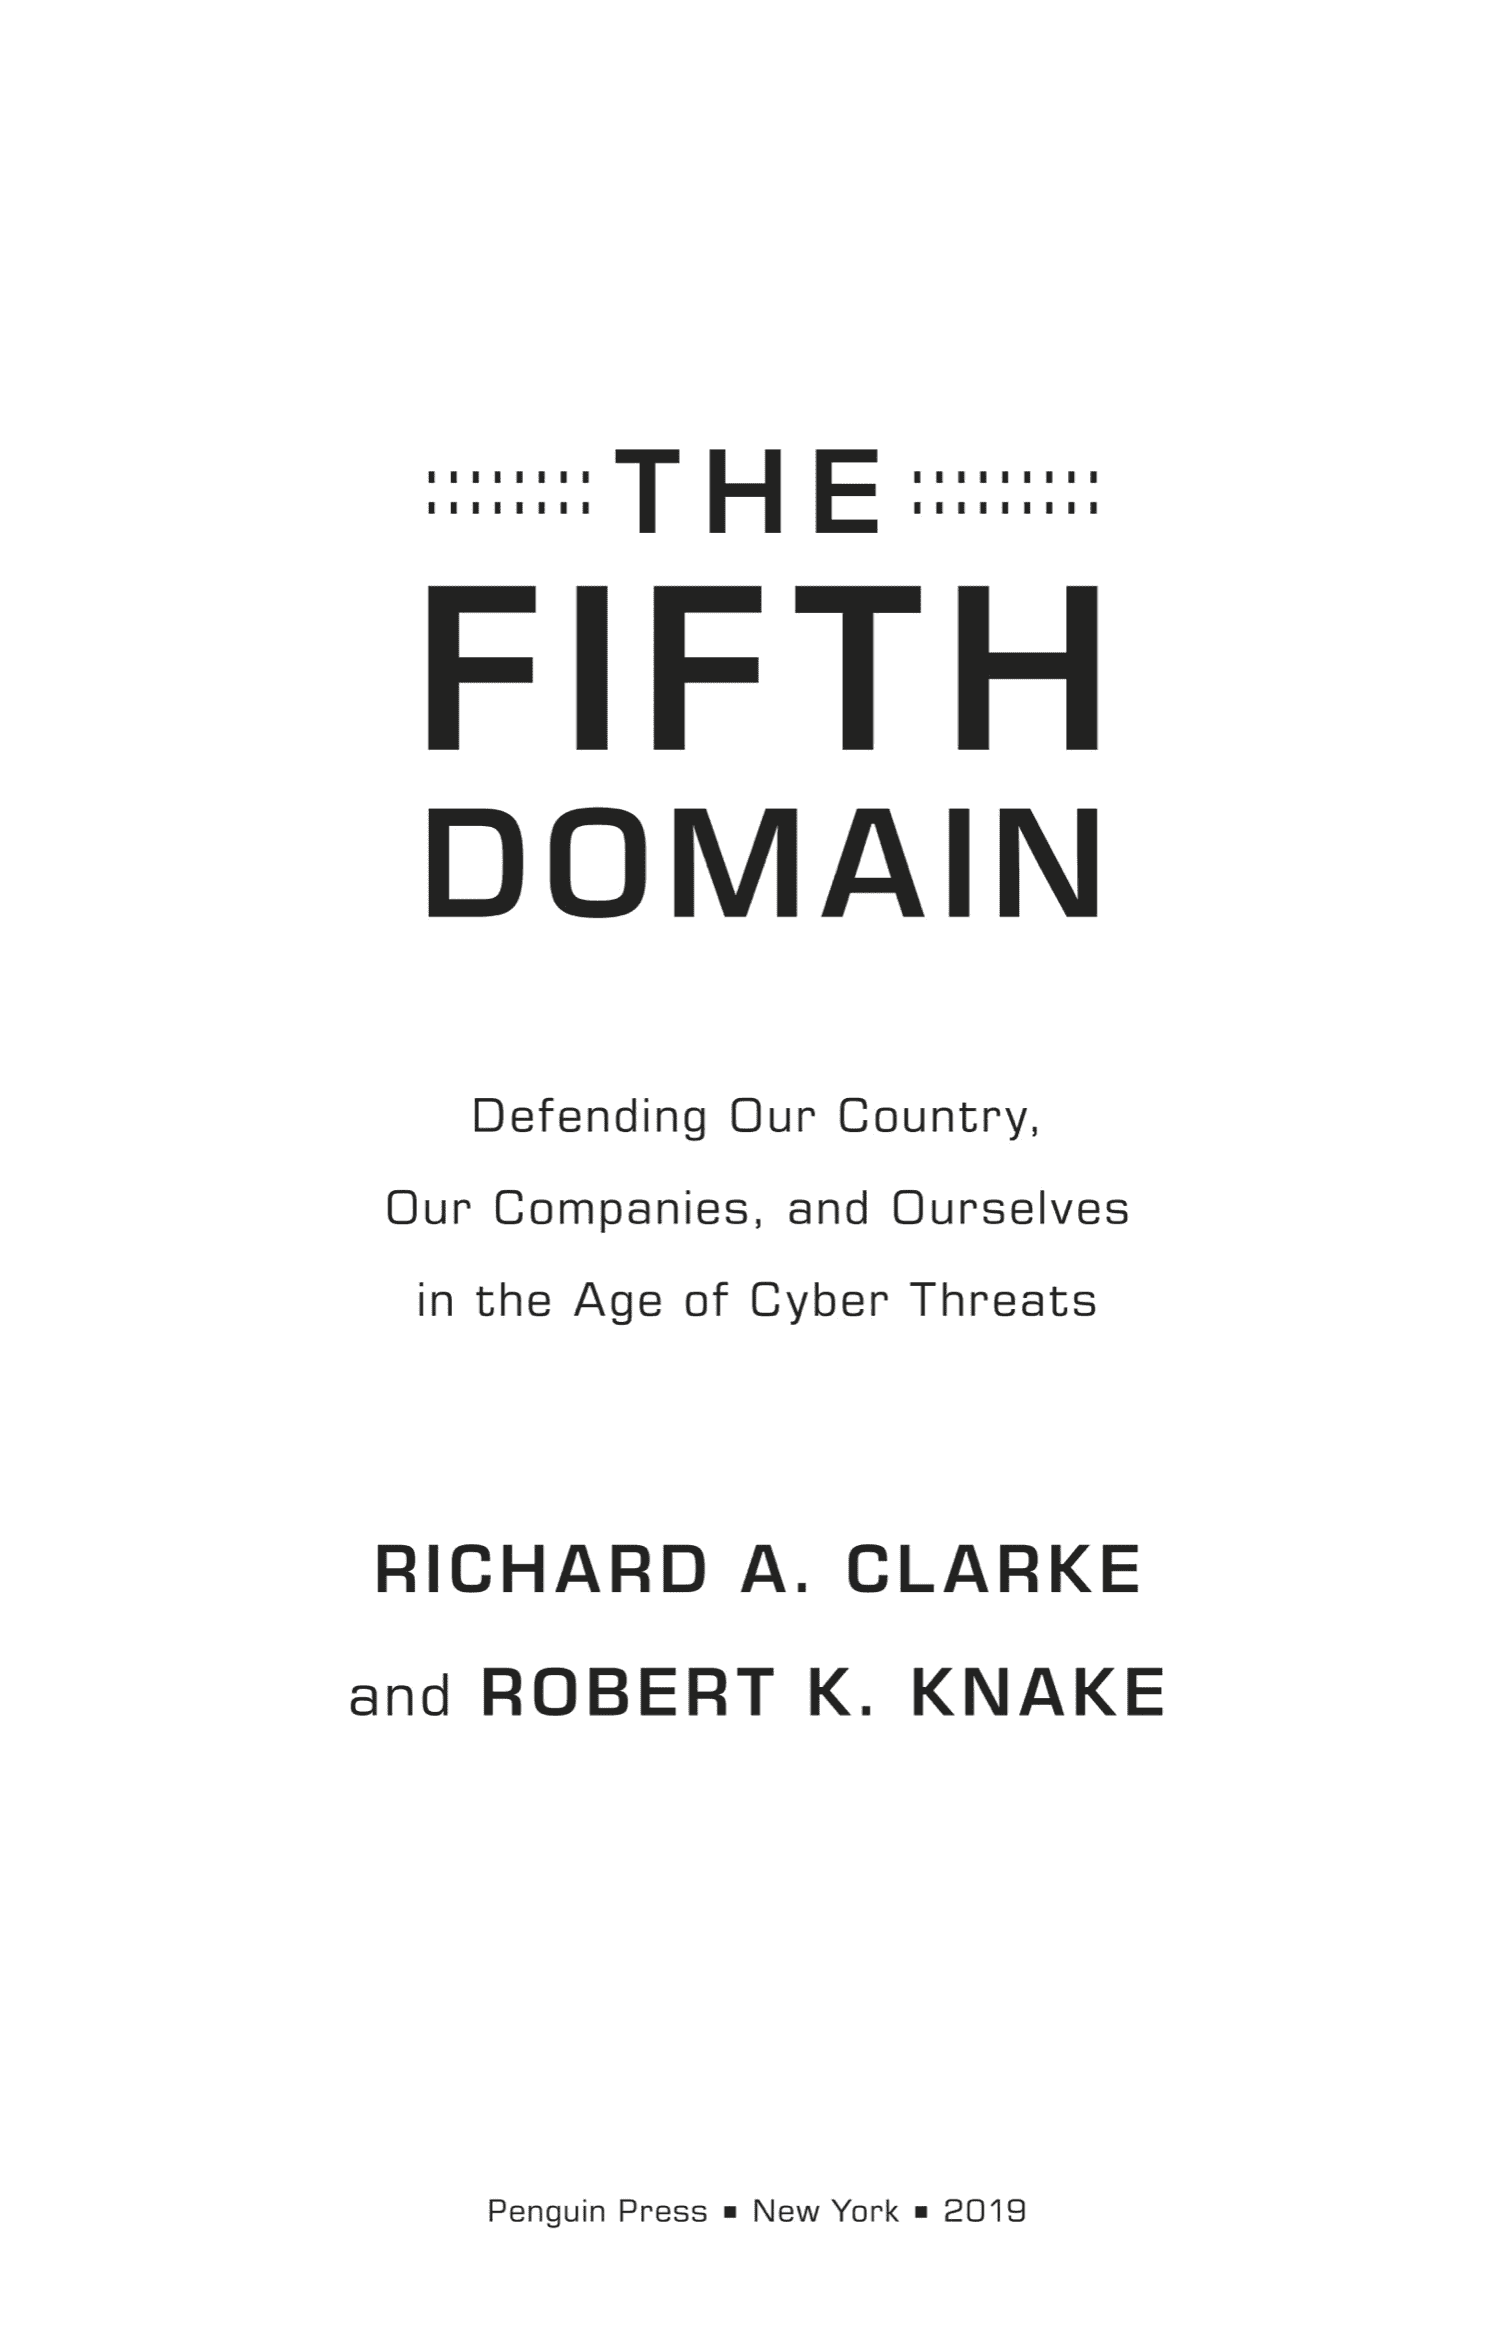 THE
FIFTH
DOMAIN
Defending Our Country,
Our Companies, and Ourselves
in the Age of Cyber Threats
RICHARD A. CLARKE
and ROBERT K. KNAKE
Penguin Press ■ New York ■ 2019